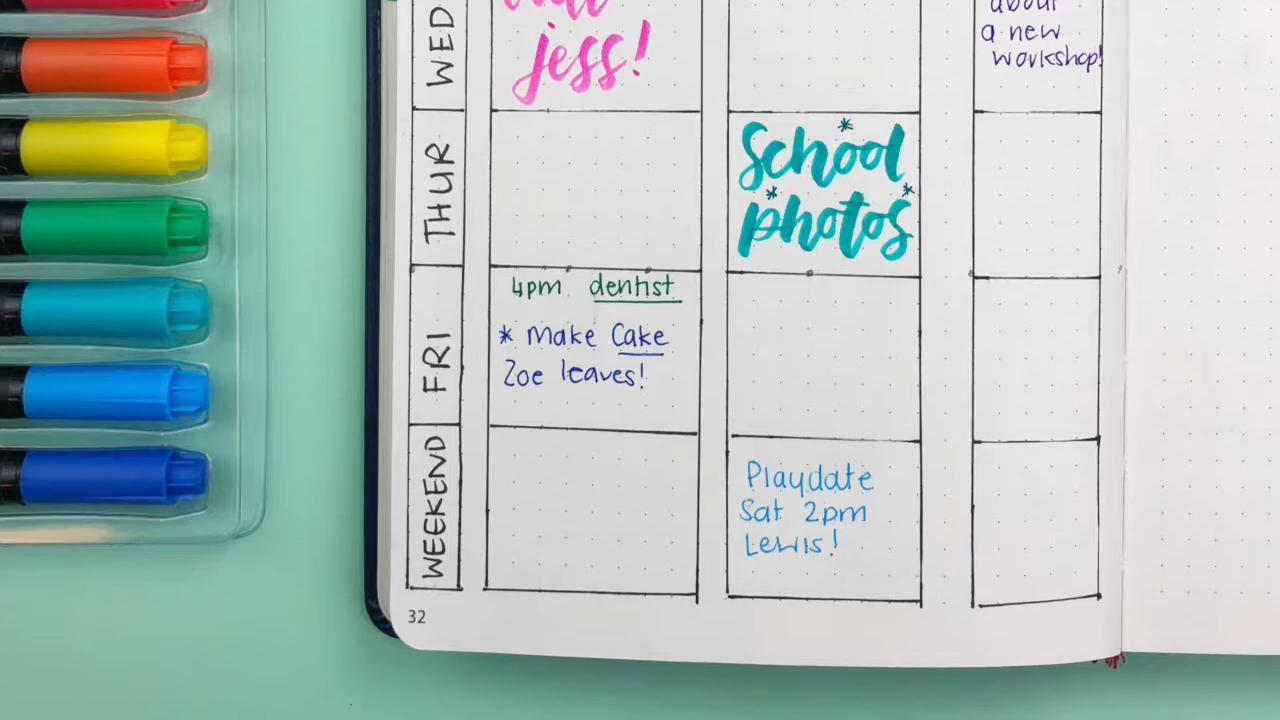 WED
jess!
about
a new
workshop!
THUR
School
photos
FRI
4pm dentist
* Make Cake
Zoe leaves!
WEEKEND
Playdate
Sat 2pm
Lewis!
32